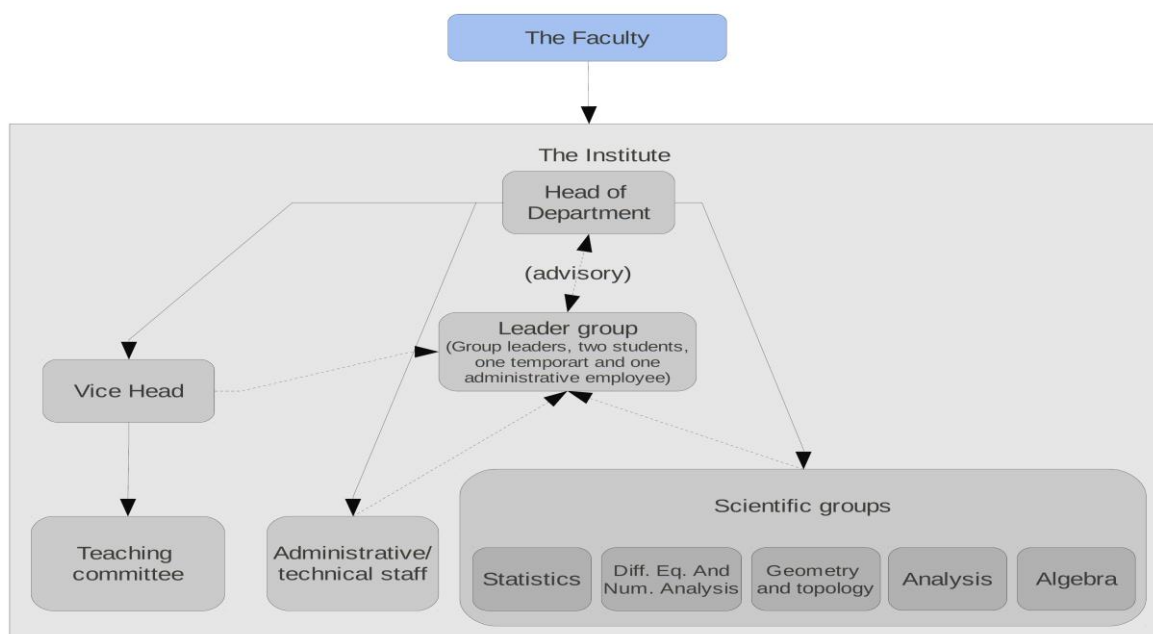 The Faculty
The Institute
Head of
Department
(advisory)
Leader group
(Group leaders, two students,
one temporart and one
administrative employee)
Vice Head
Teaching
committee
Administrative/
technical staff
Scientific groups
Statistics
Diff. Eq. And
Num. Analysis
Geometry
and topology
Analysis
Algebra